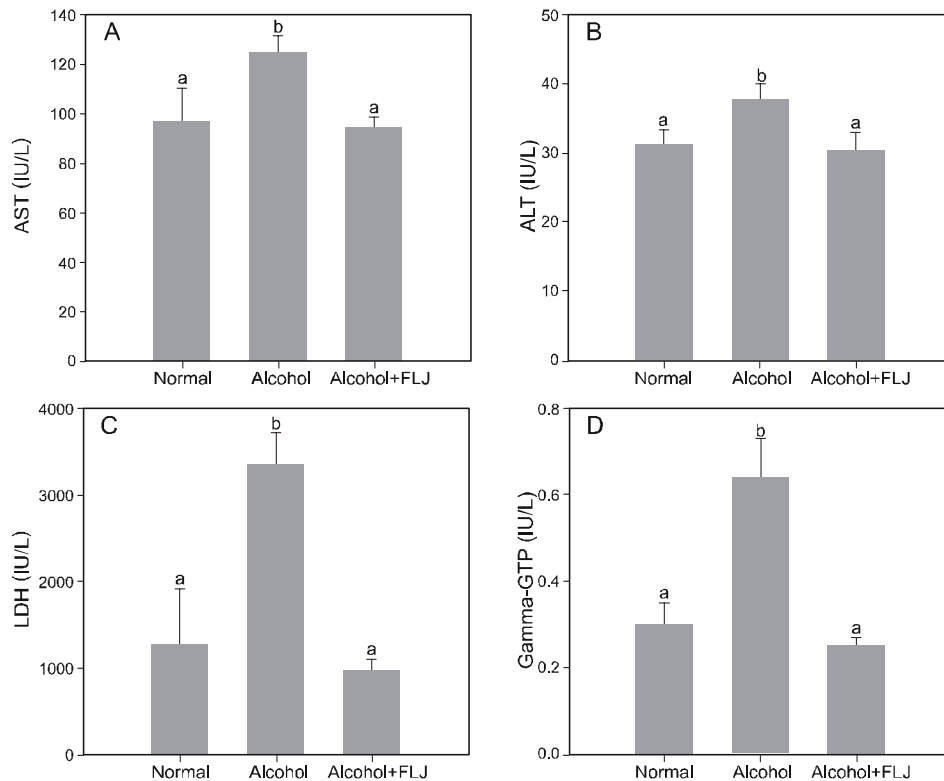 A
AST (IU/L)
140
120
100
80
60
40
20
0
a
b
a
Normal Alcohol Alcohol+FLJ
B
ALT (IU/L)
50
40
30
20
10
0
a
b
a
Normal Alcohol Alcohol+FLJ
C
LDH (IU/L)
4000
3000
2000
1000
0
a
b
a
Normal Alcohol Alcohol+FLJ
D
Gamma-GTP (IU/L)
0.8
0.6
0.4
0.2
0.0
a
b
a
Normal Alcohol Alcohol+FLJ